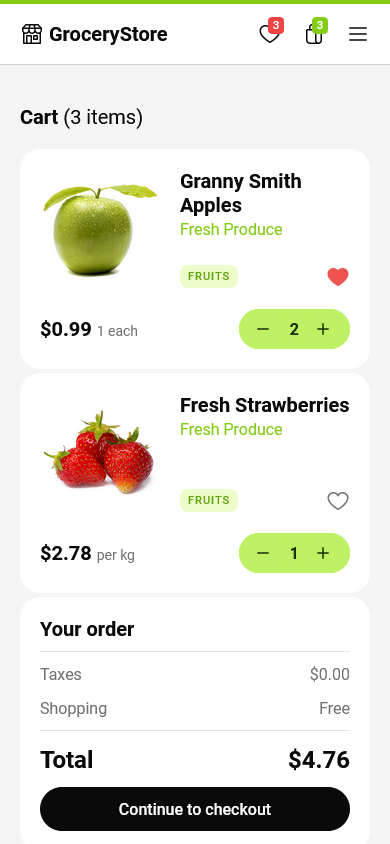 GroceryStore
3
3
Cart (3 items)
Granny Smith
Apples
Fresh Produce
FRUITS
$0.99 1 each
2
Fresh Strawberries
Fresh Produce
FRUITS
$2.78 per kg
1
Your order
Taxes $0.00
Shopping Free
Total $4.76
Continue to checkout